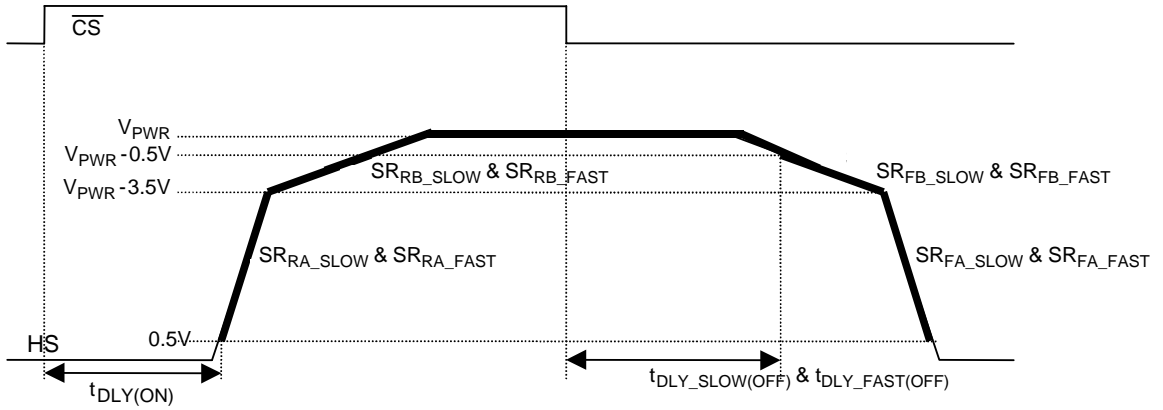 CS
VPWR
VPWR -0.5V
SRRB_SLOW & SRRB_FAST
SRFB_SLOW & SRFB_FAST
VPWR -3.5V
SRRA_SLOW & SRRA_FAST
SRFA_SLOW & SRFA_FAST
0.5V
HS
tDLY(ON)
tDLY_SLOW(OFF) & tDLY_FAST(OFF)